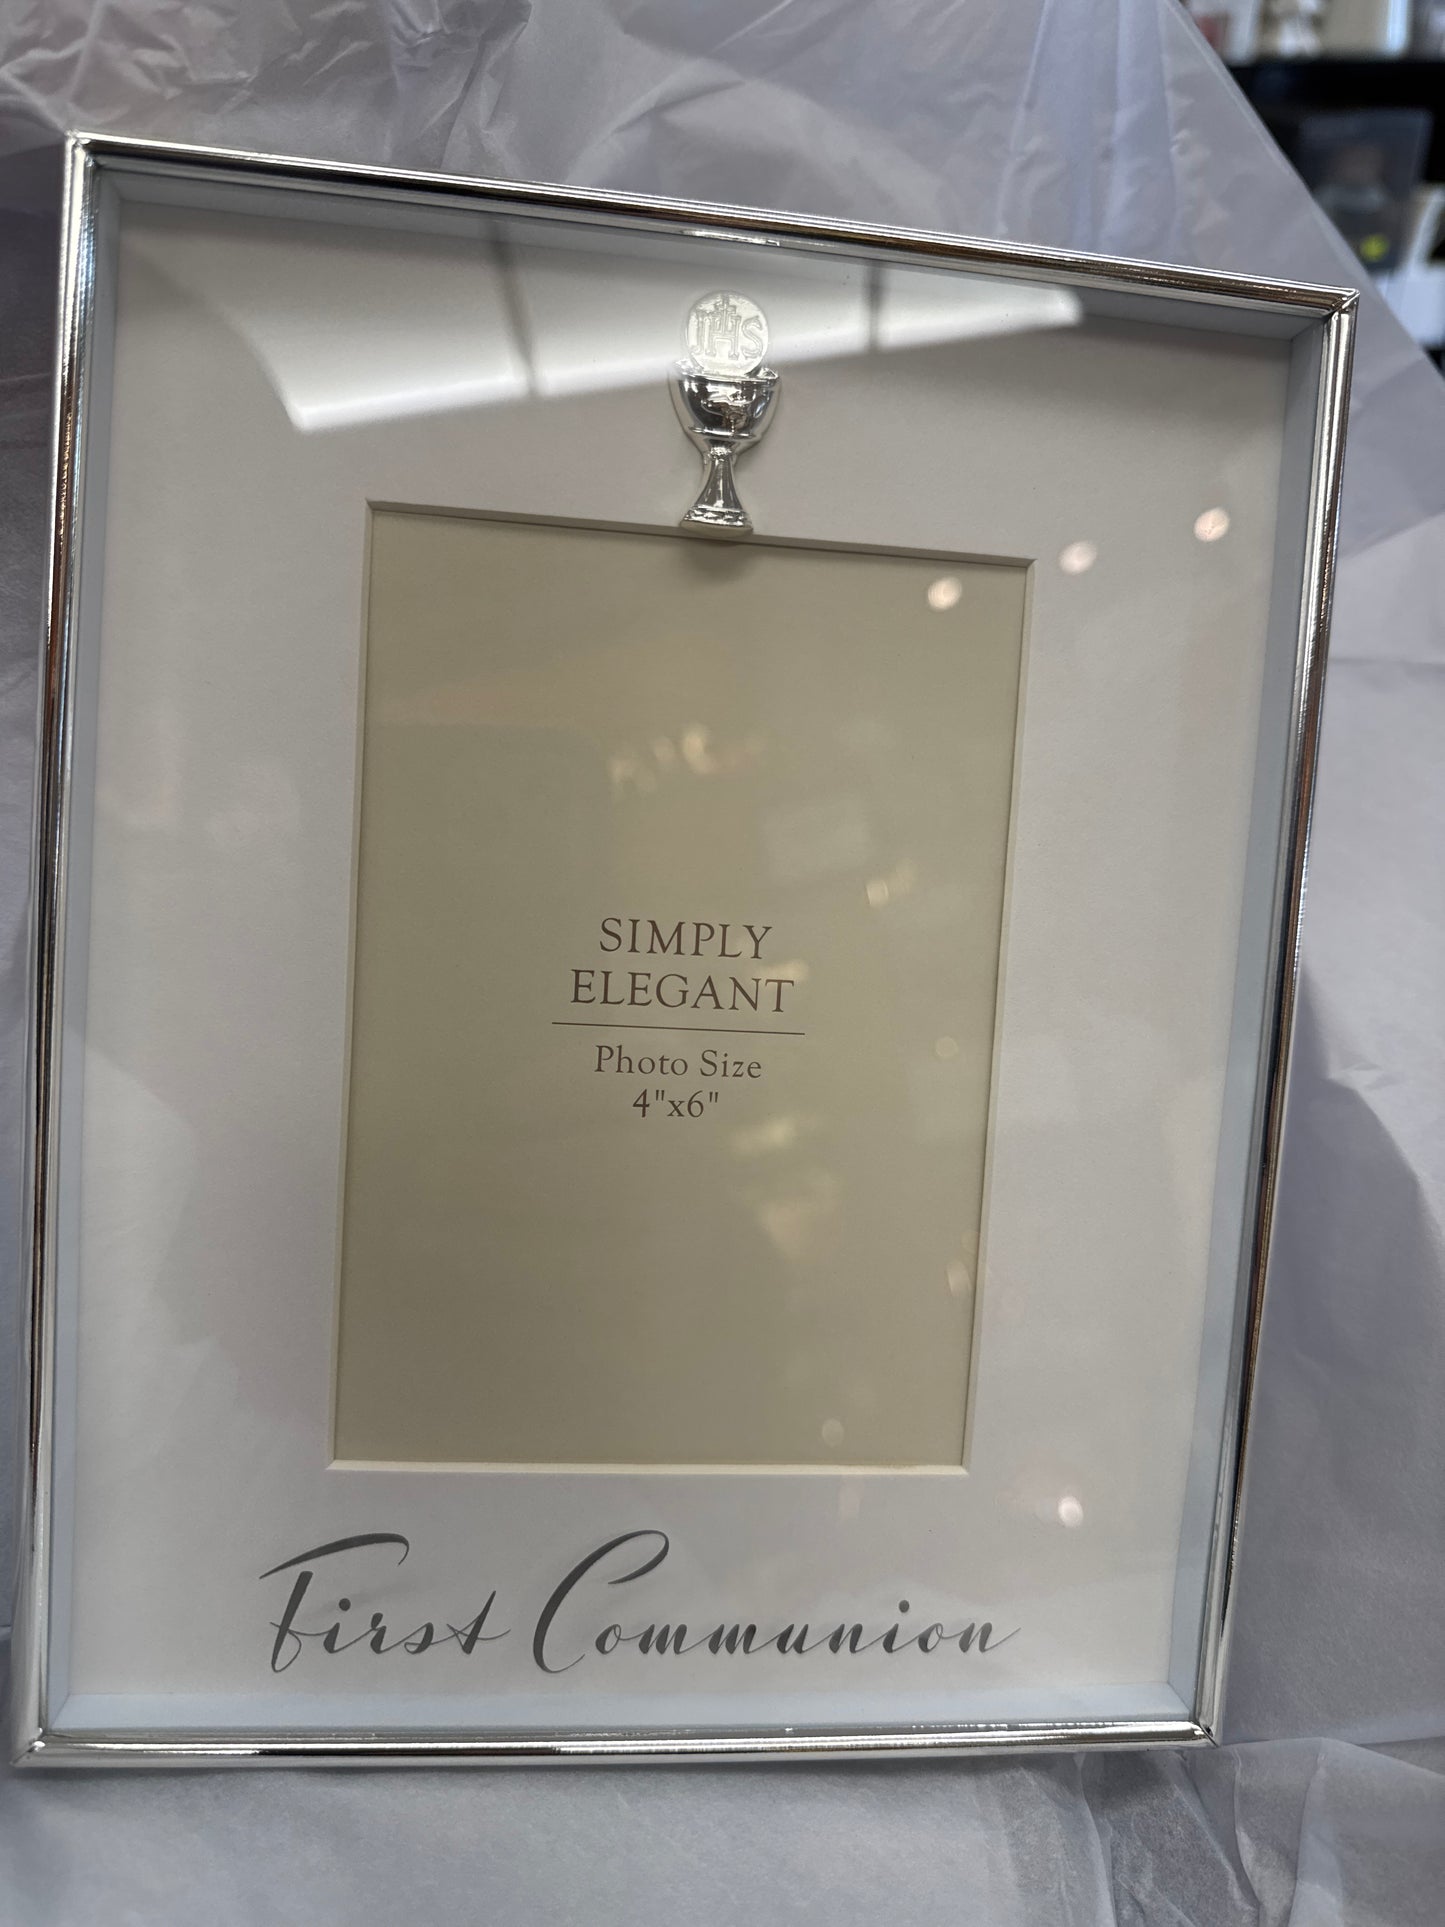 IHS
SIMPLY
ELEGANT
Photo Size
4"x6"
First Communion